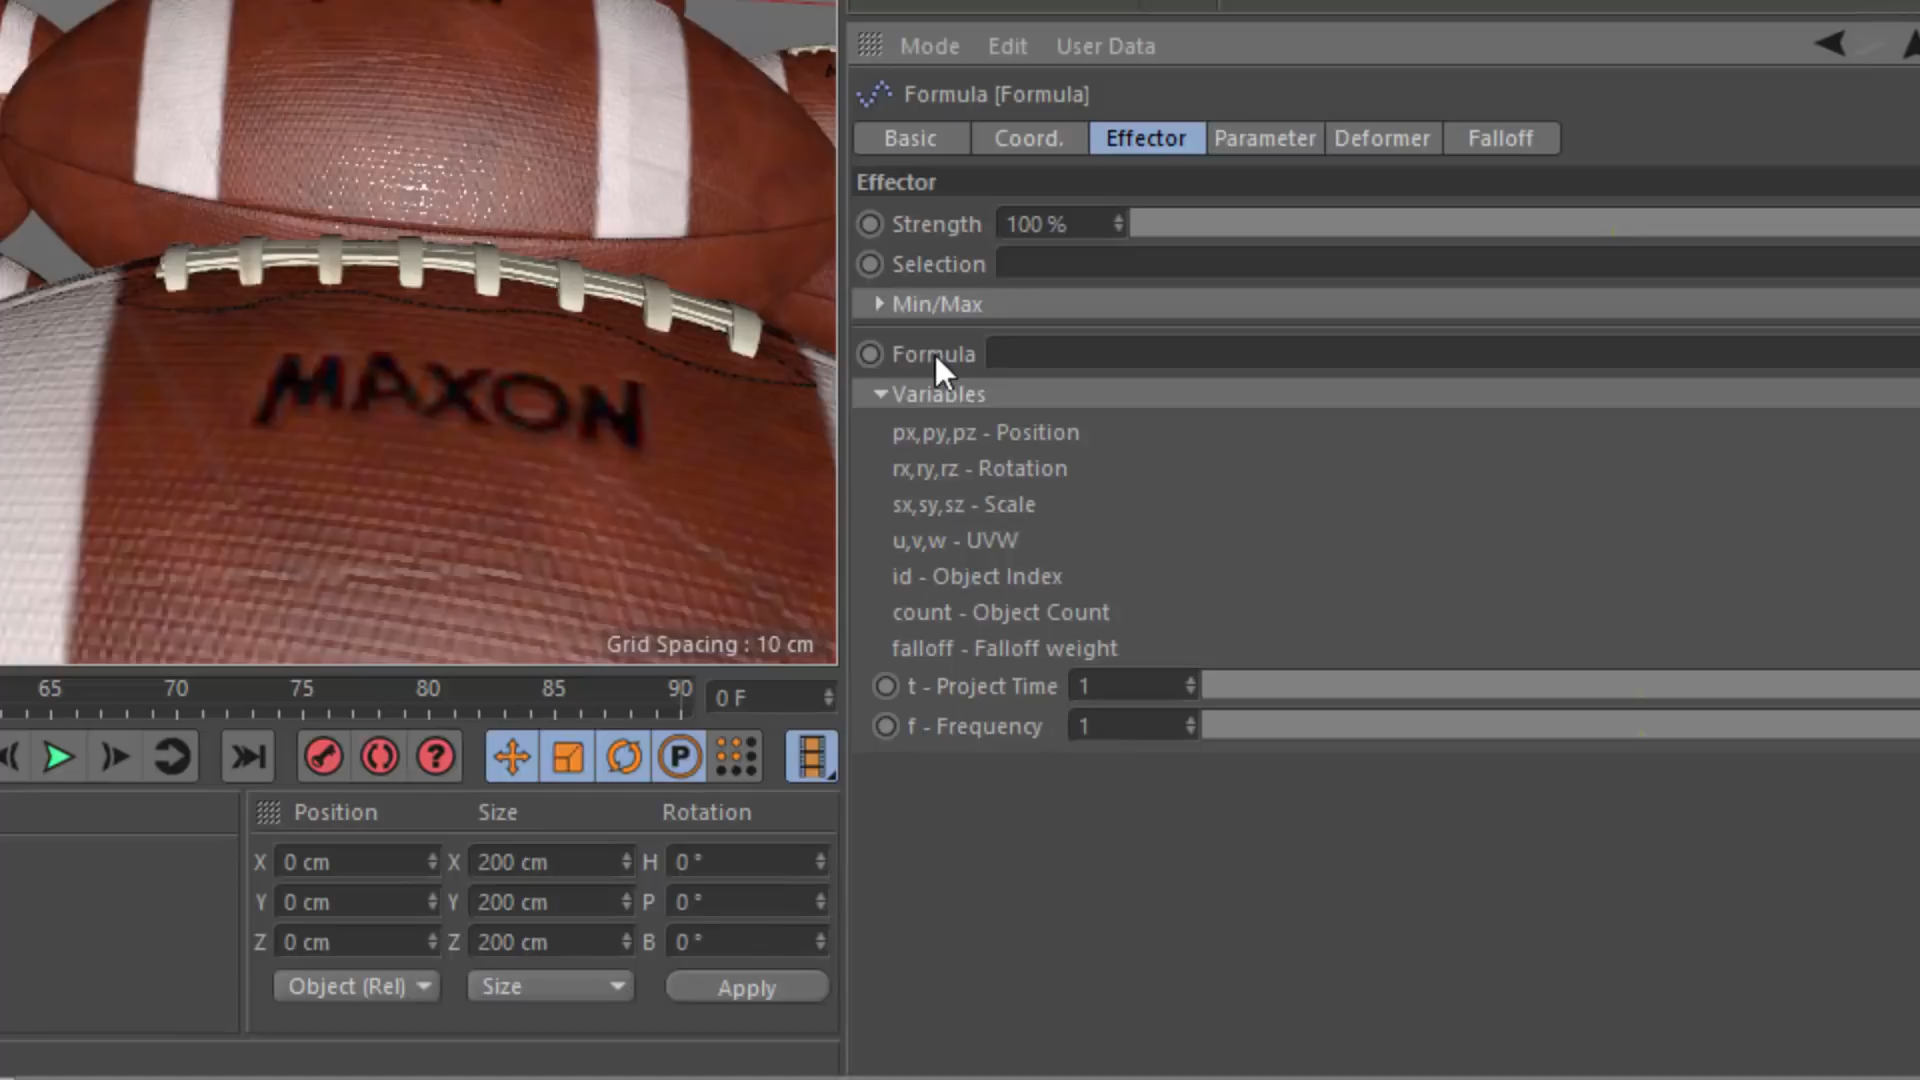 Mode Edit User Data
Formula [Formula]
Basic Coord. Effector Parameter Deformer Falloff
Effector
Strength 100 %
Selection
Min/Max
Formula
Variables
px,py,pz - Position
rx,ry,rz - Rotation
sx,sy,sz - Scale
u,v,w - UVW
id - Object Index
count - Object Count
falloff - Falloff weight
t - Project Time 1
f - Frequency 1
MAXON
Grid Spacing : 10 cm
65 70 75 80 85 90 0 F
P
Position Size Rotation
X 0 cm X 200 cm H 0 °
Y 0 cm Y 200 cm P 0 °
Z 0 cm Z 200 cm B 0 °
Object (Rel) Size Apply